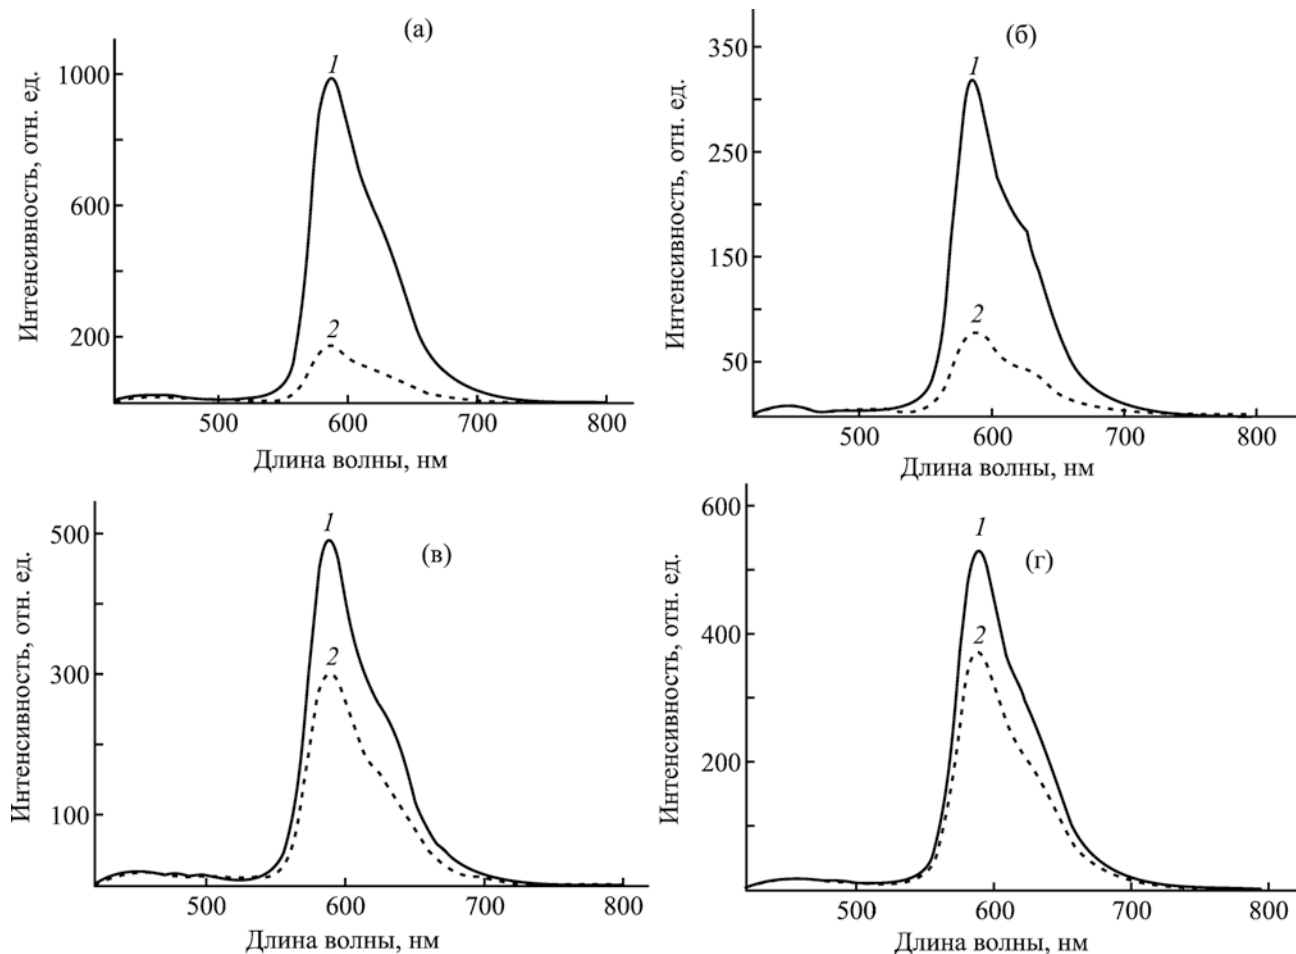 (а)
Интенсивность, отн. ед.
1000
600
200
1
2
500 600 700 800
Длина волны, нм
(б)
Интенсивность, отн. ед.
350
250
150
50
1
2
500 600 700 800
Длина волны, нм
(в)
Интенсивность, отн. ед.
500
300
100
1
2
500 600 700 800
Длина волны, нм
(г)
Интенсивность, отн. ед.
600
400
200
1
2
500 600 700 800
Длина волны, нм